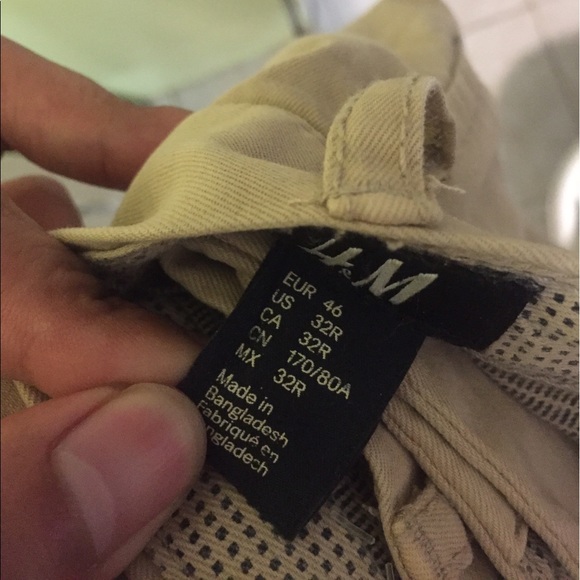 H&M
EUR 46
US 32R
CA 32R
CN 170/80A
MX 32R
Made in
Bangladesh
Fabriqué en
Bangladesh